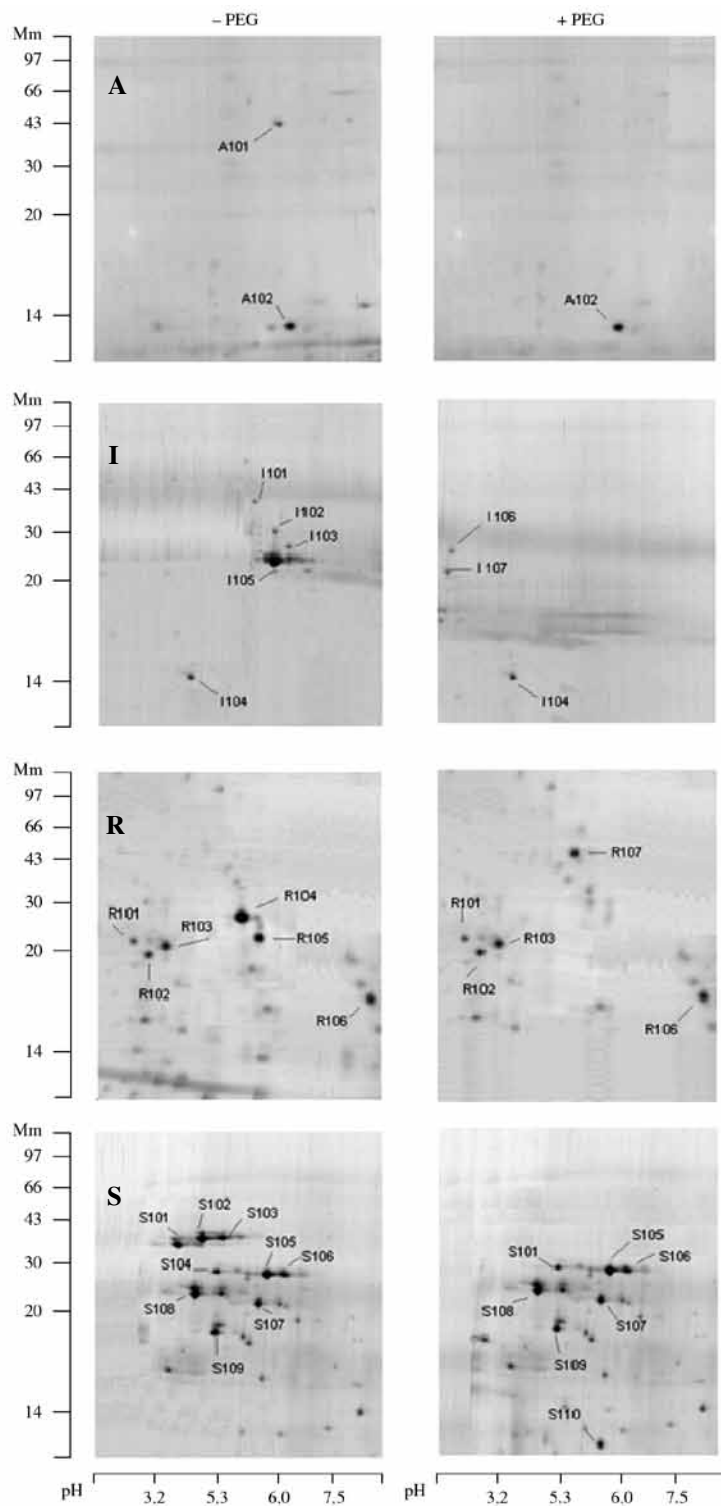 – PEG
+ PEG
Mm
97
66
43
30
20
14
A
A101
A102
A102
Mm
97
66
43
30
20
14
I
I101
I102
I103
I105
I104
I106
I107
I104
Mm
97
66
43
30
20
14
R
R101
R102
R103
R104
R105
R106
R107
R101
R103
R102
R106
Mm
97
66
43
30
20
14
S
S101
S102
S103
S104
S105
S106
S108
S107
S109
S101
S105
S106
S108
S107
S109
S110
pH
3,2
5,3
6,0
7,5
pH
3,2
5,3
6,0
7,5